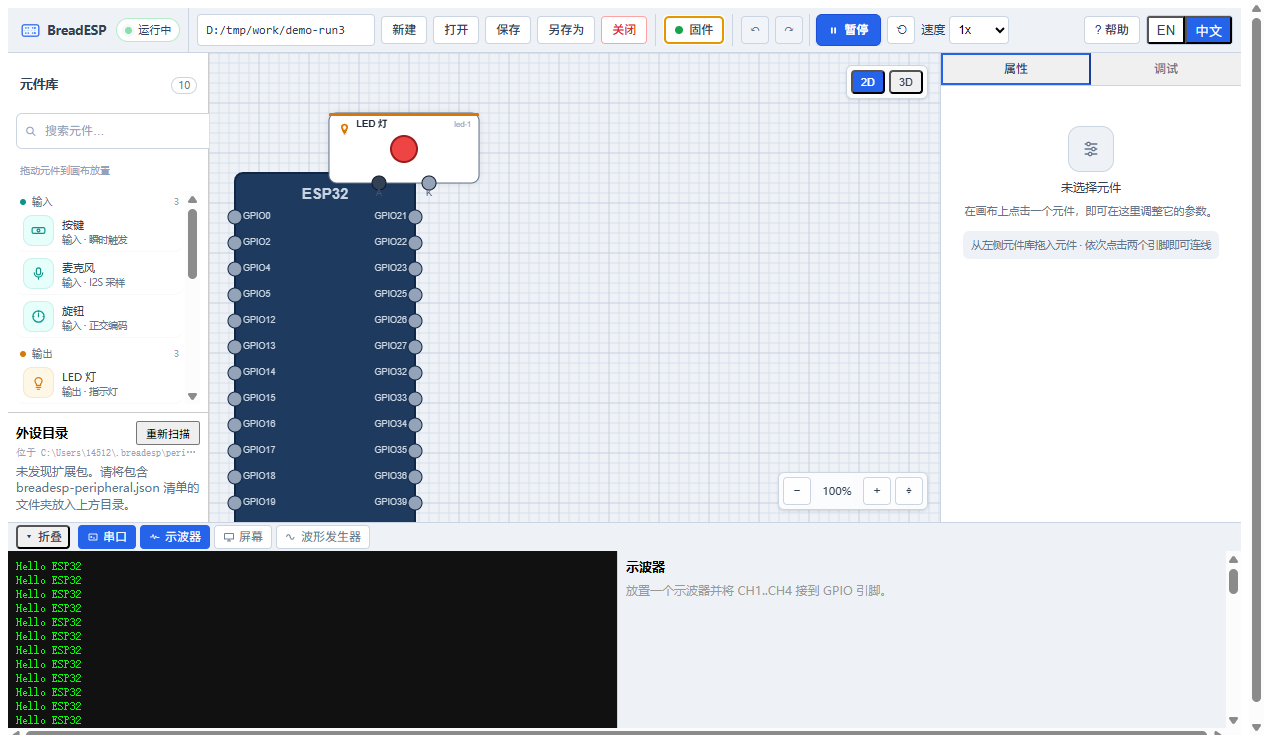 BreadESP
运行中
D:/tmp/work/demo-run3
新建
打开
保存
另存为
关闭
固件
暂停
速度
1x
? 帮助
EN
中文
元件库
10
搜索元件...
拖动元件到画布放置
输入
3
按键
输入 · 瞬时触发
麦克风
输入 · I2S 采样
旋钮
输入 · 正交编码
输出
3
LED 灯
输出 · 指示灯
外设目录
重新扫描
位于 C:\Users\14512\.breadesp\peri…
未发现扩展包。请将包含
breadesp-peripheral.json 清单的
文件夹放入上方目录。
2D
3D
LED 灯
led-1
K
ESP32
GPIO0
GPIO21
GPIO2
GPIO22
GPIO4
GPIO23
GPIO5
GPIO25
GPIO12
GPIO26
GPIO13
GPIO27
GPIO14
GPIO32
GPIO15
GPIO33
GPIO16
GPIO34
GPIO17
GPIO35
GPIO18
GPIO36
GPIO19
GPIO39
100%
属性
调试
未选择元件
在画布上点击一个元件，即可在这里调整它的参数。
从左侧元件库拖入元件 · 依次点击两个引脚即可连线
折叠
串口
示波器
屏幕
波形发生器
Hello ESP32
Hello ESP32
Hello ESP32
Hello ESP32
Hello ESP32
Hello ESP32
Hello ESP32
Hello ESP32
Hello ESP32
Hello ESP32
Hello ESP32
Hello ESP32
示波器
放置一个示波器并将 CH1..CH4 接到 GPIO 引脚。